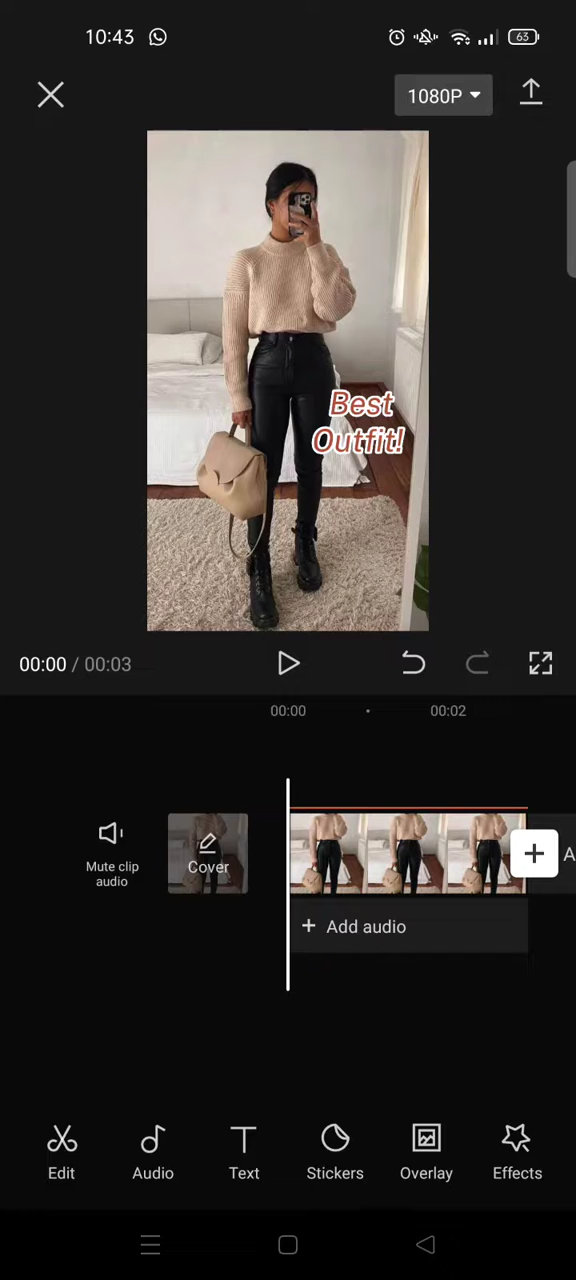 10:43
63
1080P
Best
Outfit!
00:00 / 00:03
00:00
00:02
Mute clip
audio
Cover
A
+ Add audio
Edit
Audio
Text
Stickers
Overlay
Effects